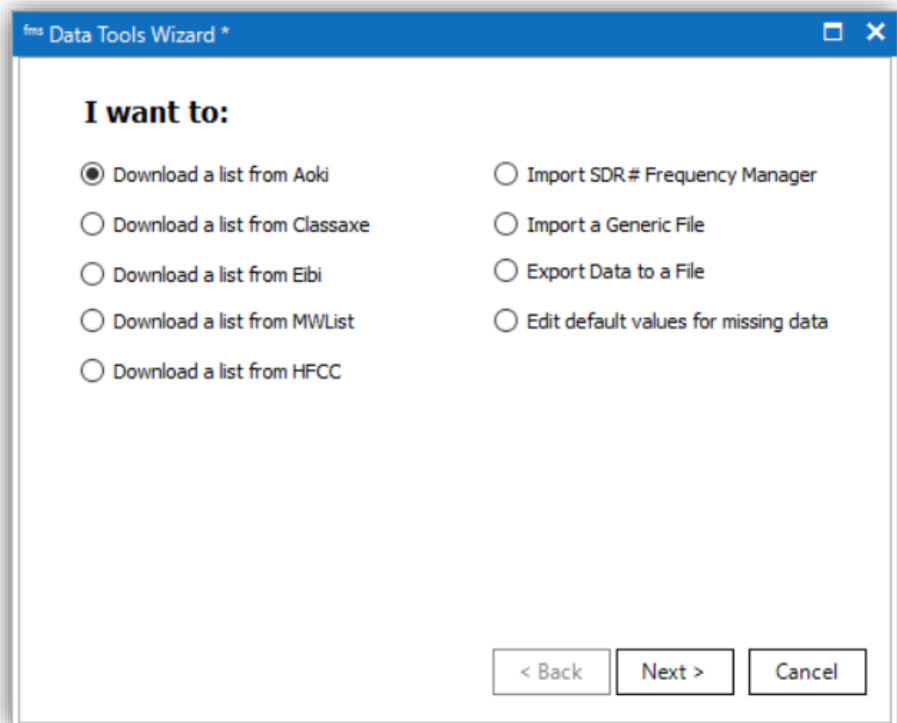 fms Data Tools Wizard *
I want to:
Download a list from Aoki
Download a list from Classaxe
Download a list from Eibi
Download a list from MWList
Download a list from HFCC
Import SDR# Frequency Manager
Import a Generic File
Export Data to a File
Edit default values for missing data
< Back
Next >
Cancel